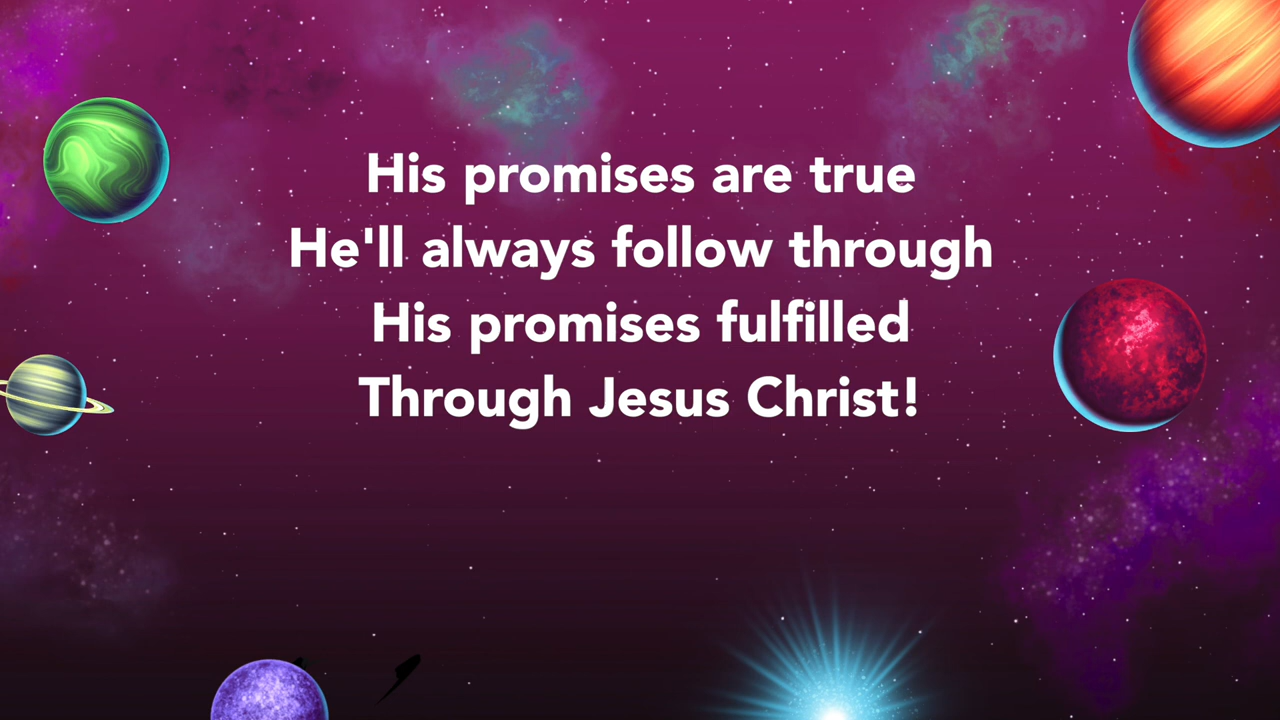 His promises are true
He'll always follow through
His promises fulfilled
Through Jesus Christ!